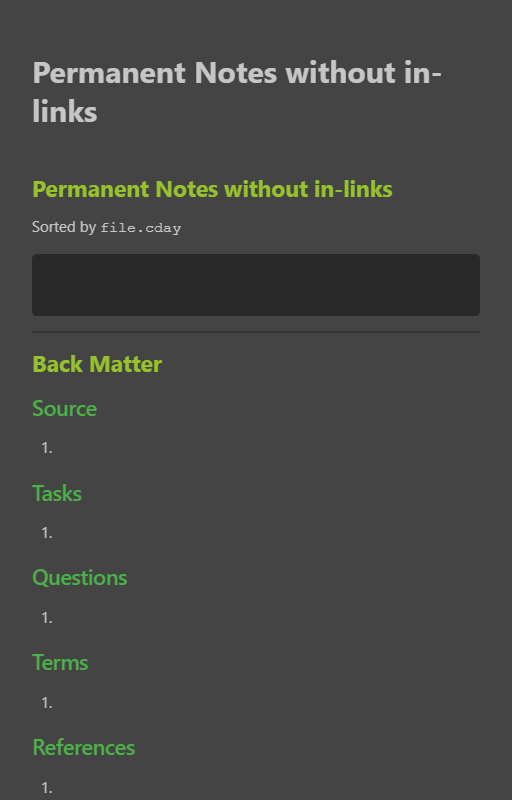 Permanent Notes without in-
links
Permanent Notes without in-links
Sorted by file.cday
Back Matter
Source
1.
Tasks
1.
Questions
1.
Terms
1.
References
1.